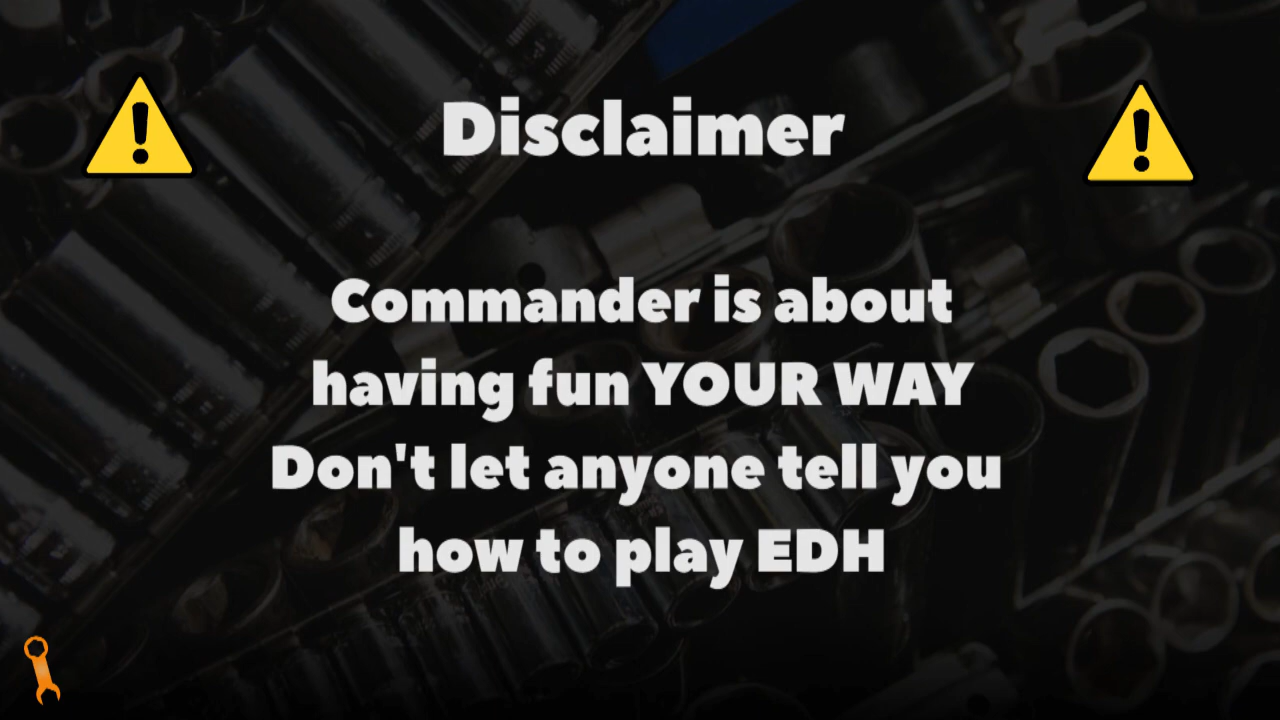 Disclaimer
Commander is about
having fun YOUR WAY
Don't let anyone tell you
how to play EDH